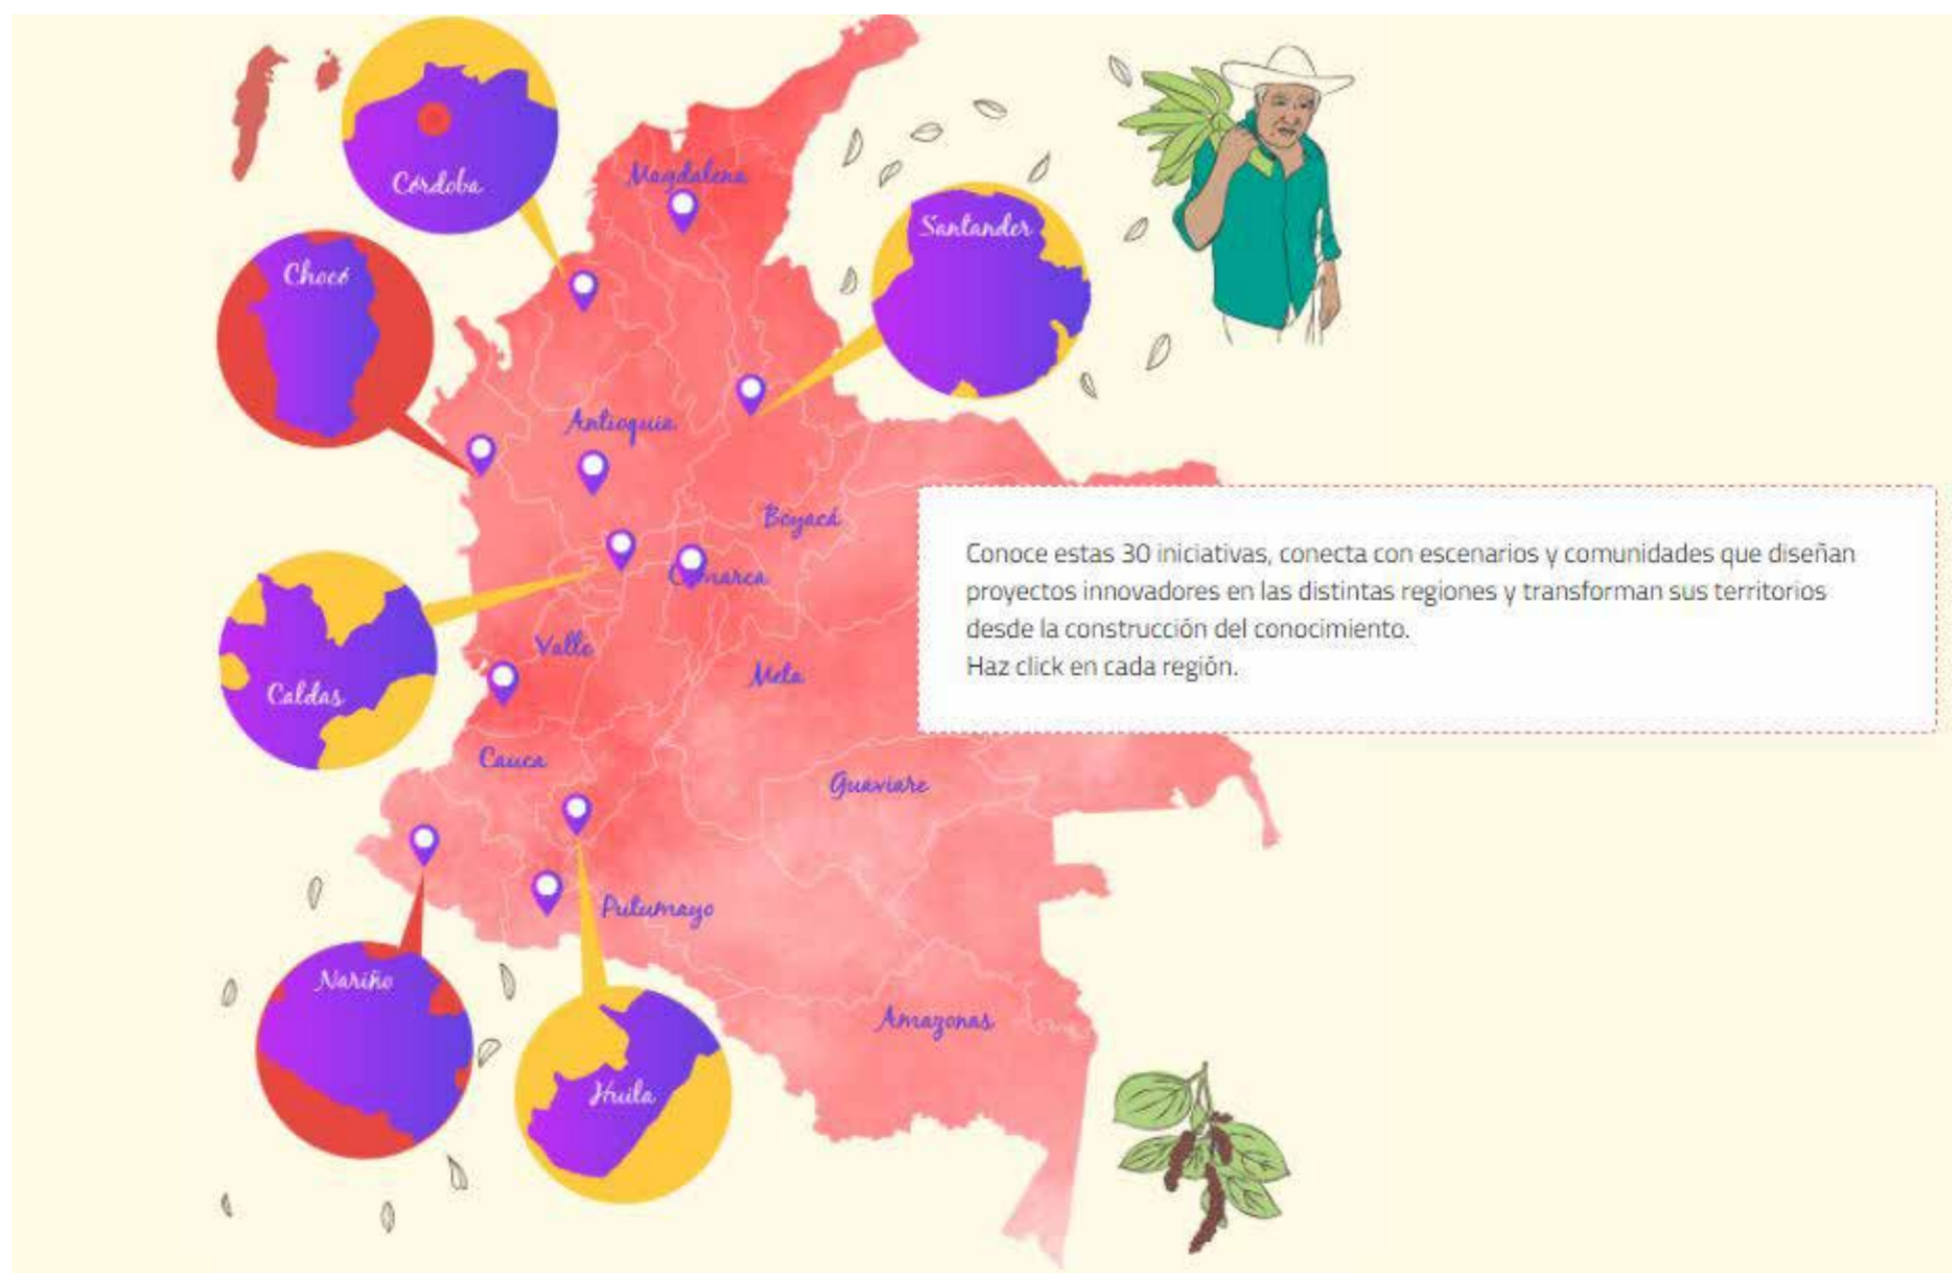 Córdoba
Magdalena
Santander
Chocó
Antioquia
Boyacá
Conoce estas 30 iniciativas, conecta con escenarios y comunidades que diseñan
proyectos innovadores en las distintas regiones y transforman sus territorios
desde la construcción del conocimiento.
Haz click en cada región.
Valle
Meta
Caldas
Cauca
Guaviare
Putumayo
Nariño
Amazonas
Huila